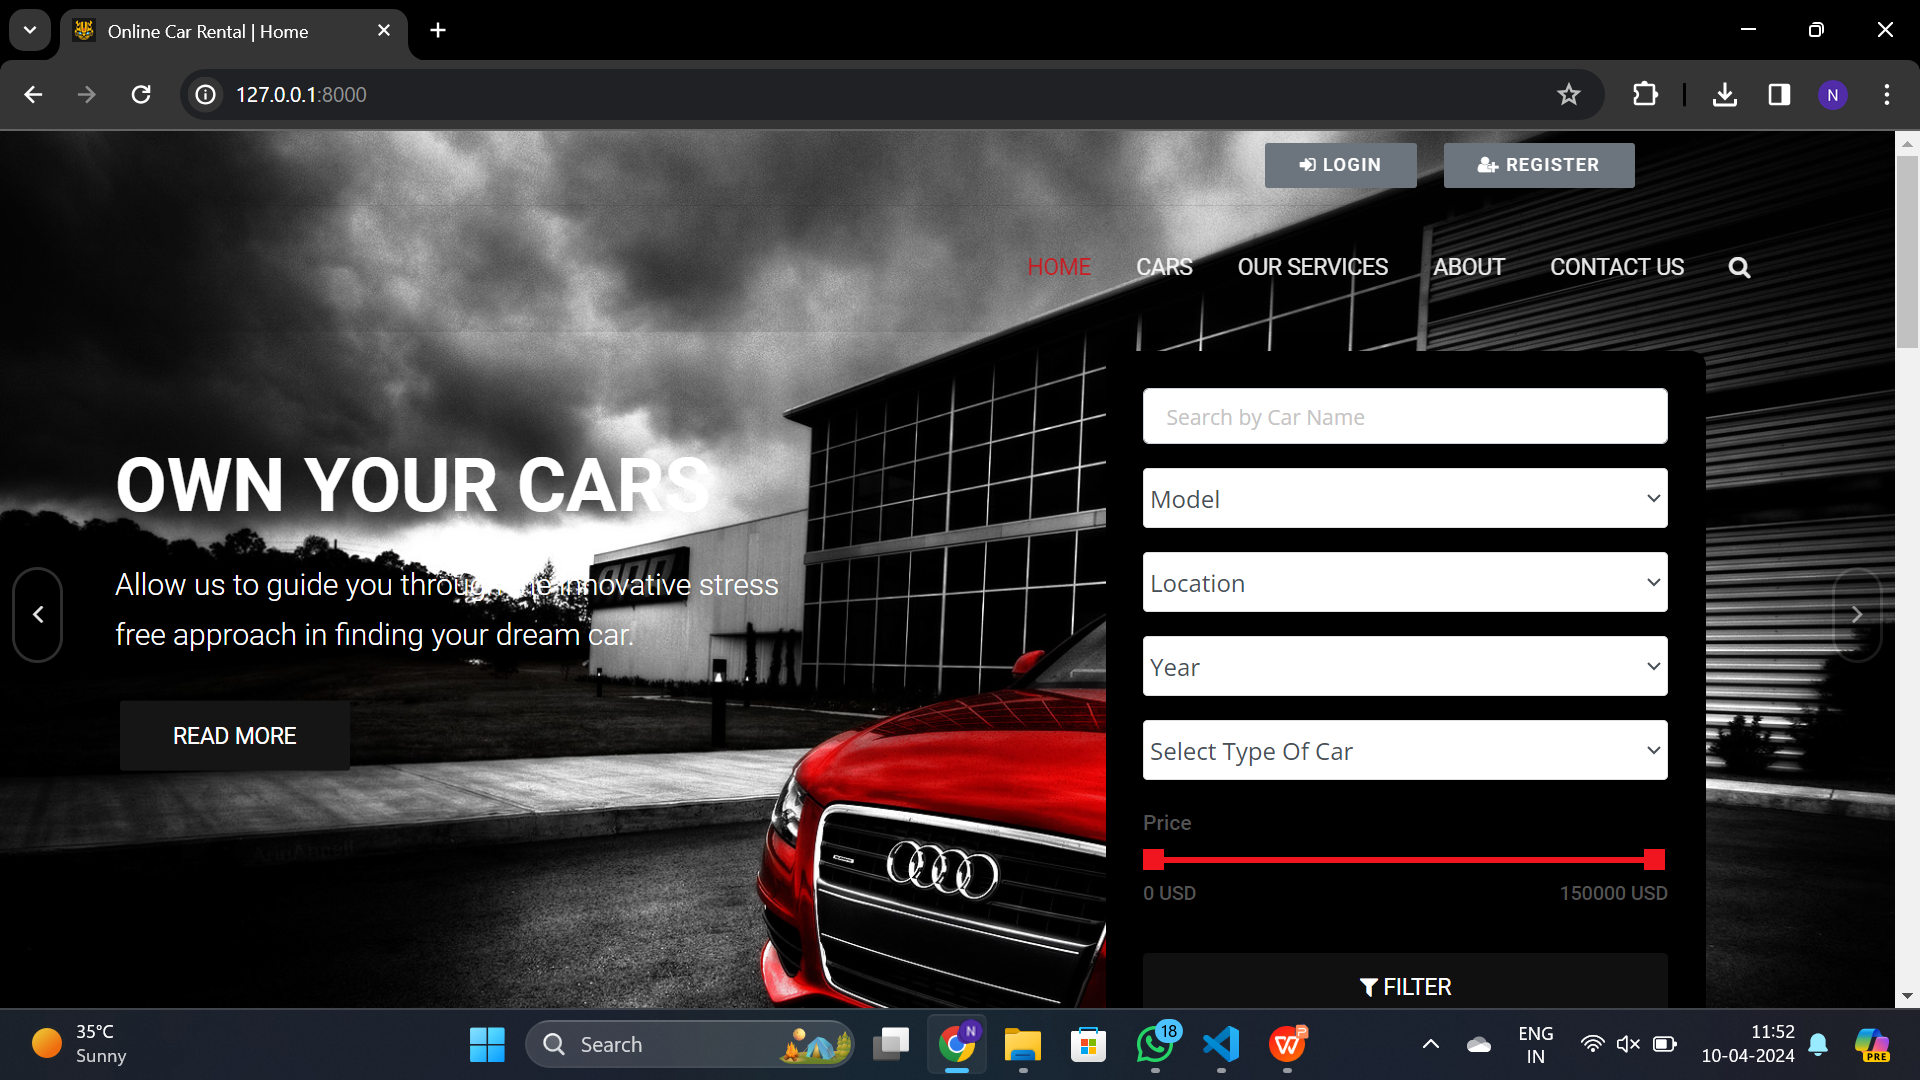 Online Car Rental | Home
127.0.0.1:8000
N
LOGIN
REGISTER
HOME
CARS
OUR SERVICES
ABOUT
CONTACT US
OWN YOUR CARS
Allow us to guide you through the innovative stress
free approach in finding your dream car.
READ MORE
Search by Car Name
Model
Location
Year
Select Type Of Car
Price
0 USD
150000 USD
FILTER
35°C
Sunny
Search
N
18
P
W
PRE
ENG
IN
11:52
10-04-2024